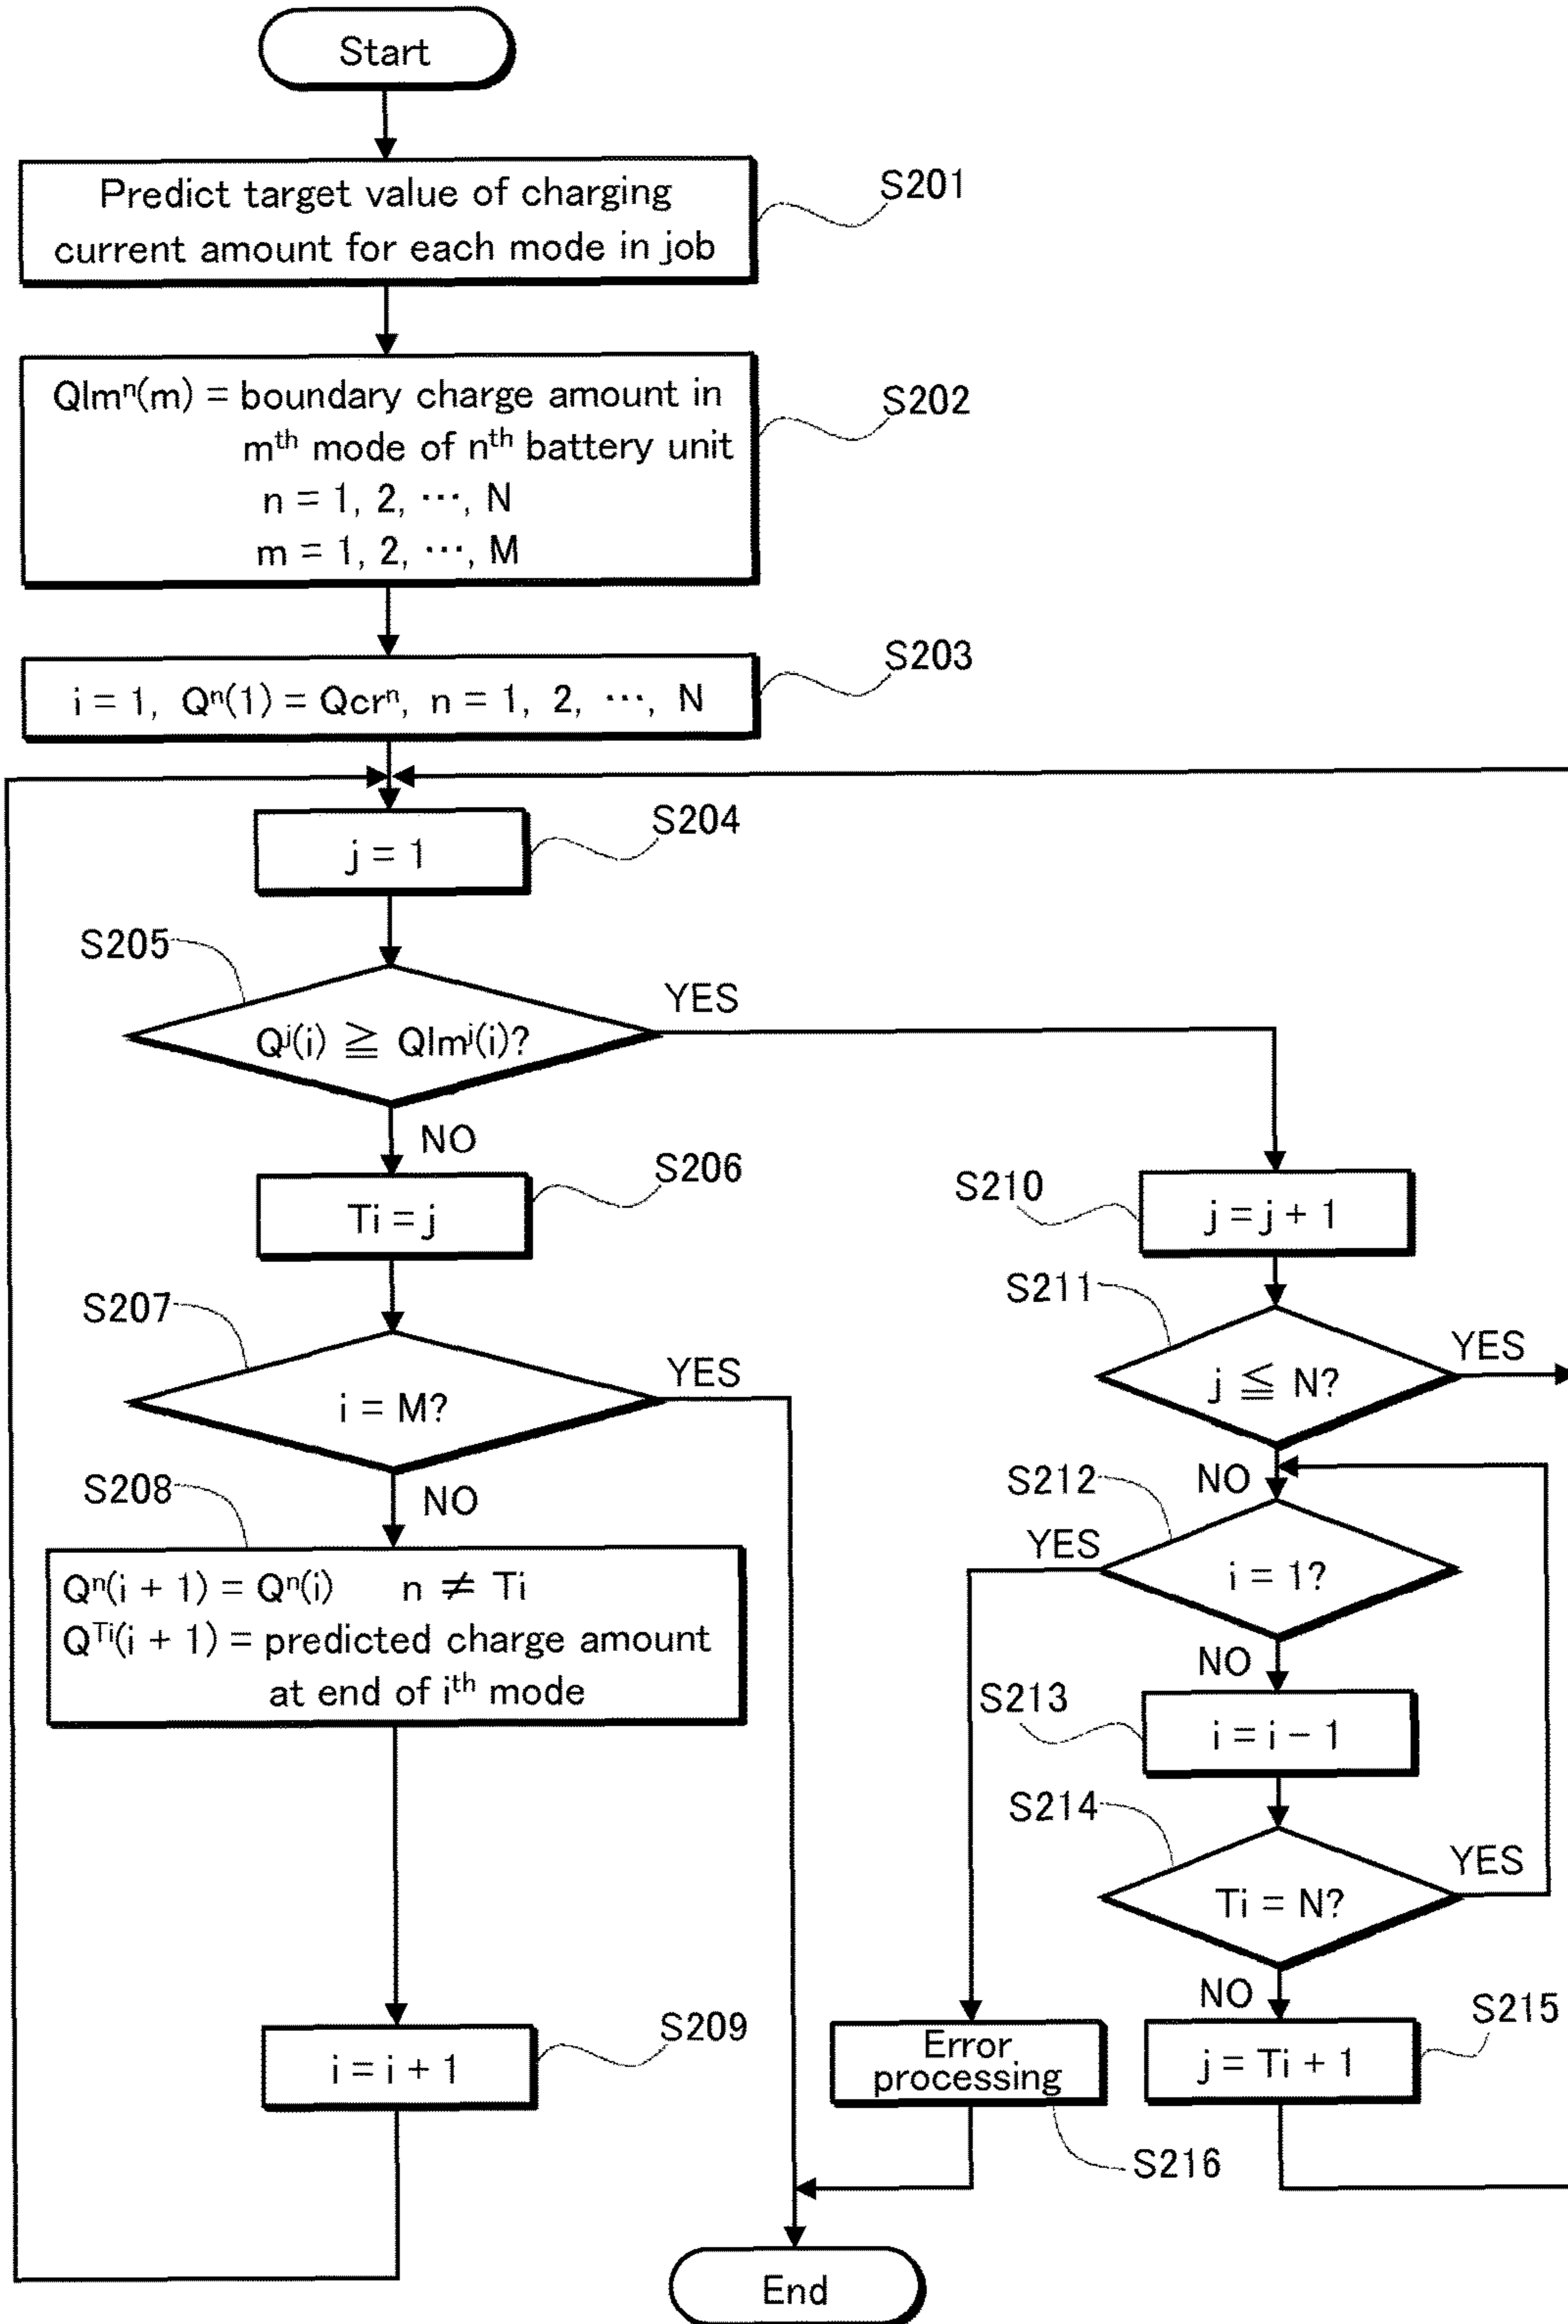 Start
Predict target value of charging
current amount for each mode in job
S201
Qlmⁿ(m) = boundary charge amount in
mᵗʰ mode of nᵗʰ battery unit
n = 1, 2, ⋯, N
m = 1, 2, ⋯, M
S202
i = 1, Qⁿ(1) = Qcrⁿ, n = 1, 2, ⋯, N
S203
j = 1
S204
S205
Qʲ(i) ≧ Qlmʲ(i)?
YES
NO
Ti = j
S206
S207
i = M?
YES
NO
S208
Qⁿ(i + 1) = Qⁿ(i) n ≠ Ti
Qᵀⁱ(i + 1) = predicted charge amount
at end of iᵗʰ mode
i = i + 1
S209
S210
j = j + 1
S211
j ≦ N?
YES
NO
S212
YES
i = 1?
NO
S213
i = i − 1
S214
Ti = N?
YES
NO
j = Ti + 1
S215
Error
processing
S216
End